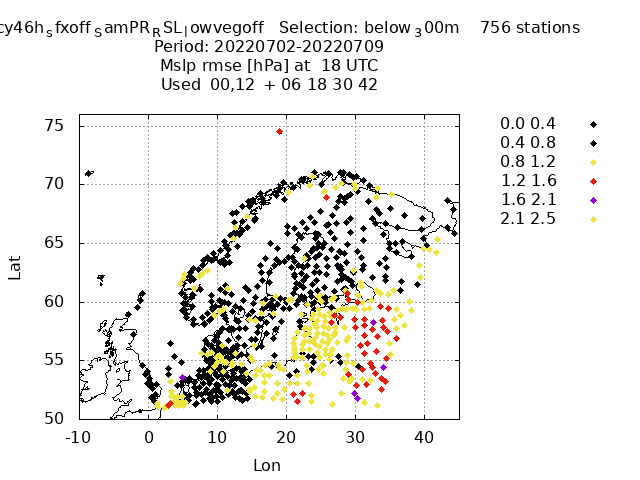 cy46h_sfxoff_SamPR_RSL_lowvegoff Selection: below_300m 756 stations
Period: 20220702-20220709
Mslp rmse [hPa] at 18 UTC
Used 00,12 + 06 18 30 42
75
70
65
60
55
50
-10 0 10 20 30 40
Lat
Lon
0.0 0.4
0.4 0.8
0.8 1.2
1.2 1.6
1.6 2.1
2.1 2.5